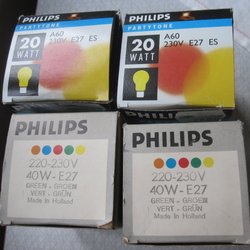 PHILIPS
PARTYTONE
20
WATT
A60
230V E27 ES
PHILIPS
PARTYTONE
20
WATT
A60
230V E27 ES
PHILIPS
220-230V
40W-E27
GREEN-GROEN
VERT-GRÜN
Made in Holland
PHILIPS
220-230V
40W-E27
GREEN-GROEN
VERT-GRÜN
Made in Holland